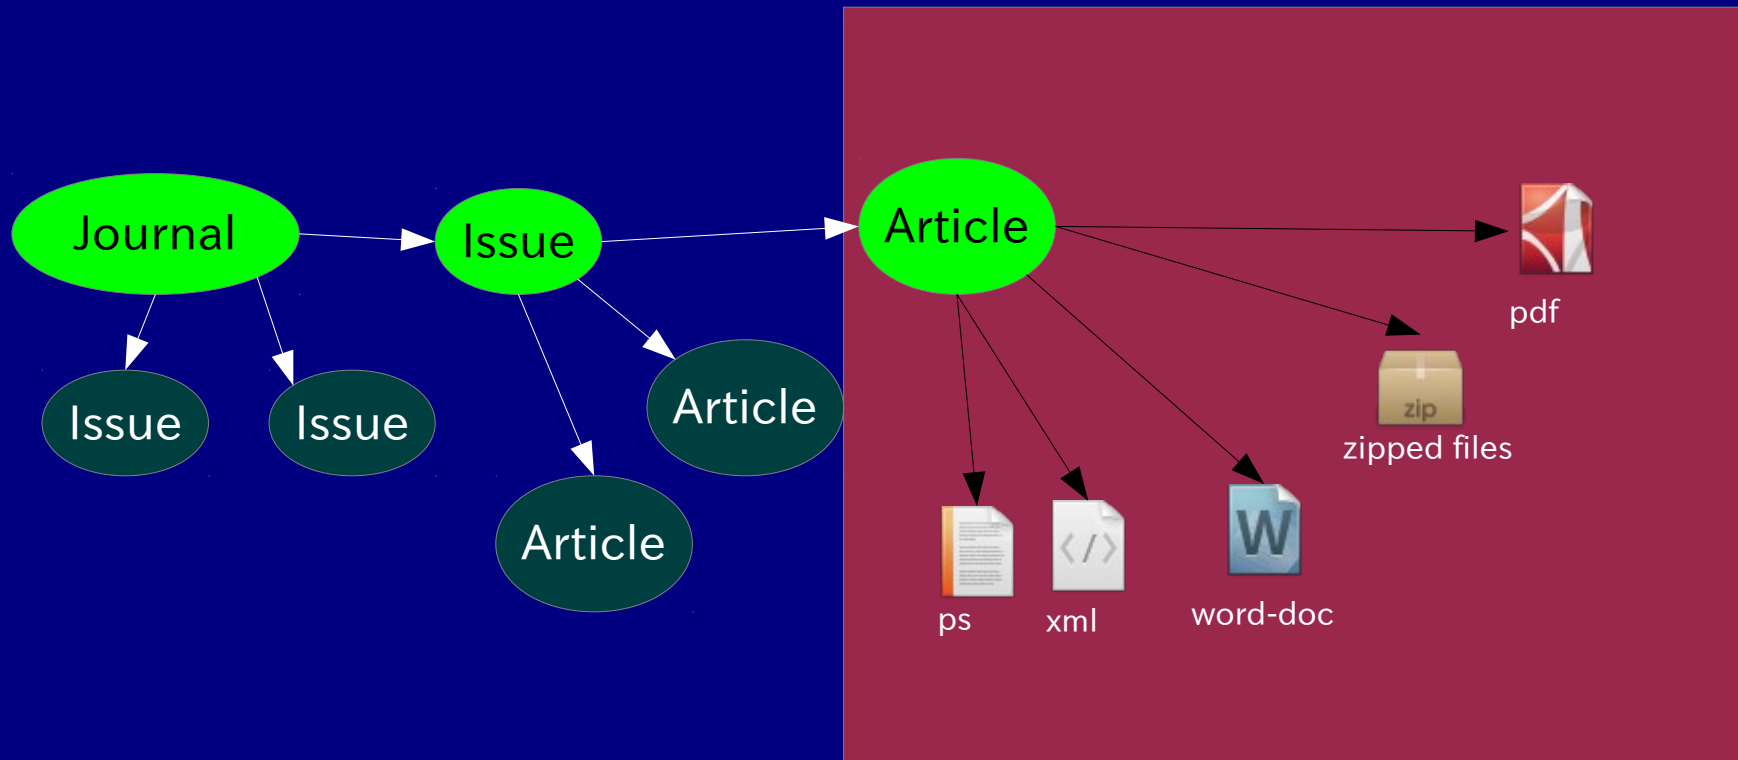 Journal
Issue
Article
Issue
Issue
Article
Article
pdf
zip
zipped files
W
</>
ps
xml
word-doc